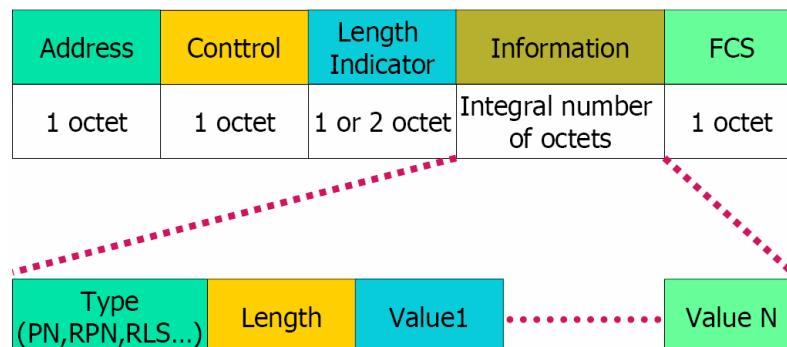 Address
Conttrol
Length
Indicator
Information
FCS
1 octet
1 octet
1 or 2 octet
Integral number
of octets
1 octet
Type
(PN,RPN,RLS...)
Length
Value1
Value N